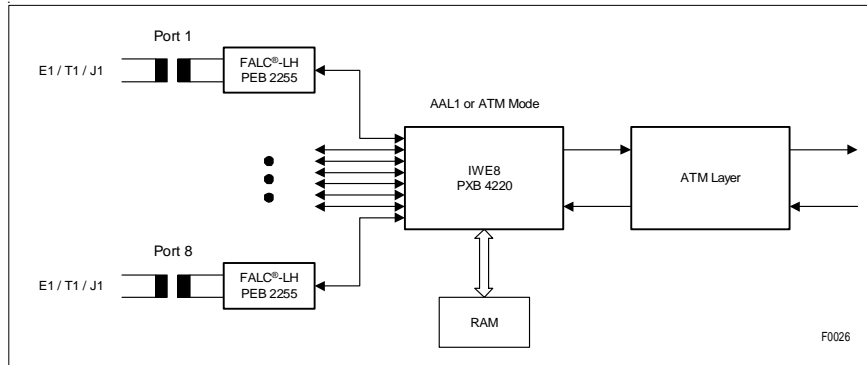 Port 1
E1 / T1 / J1
FALC®-LH
PEB 2255
AAL1 or ATM Mode
IWE8
PXB 4220
ATM Layer
Port 8
E1 / T1 / J1
FALC®-LH
PEB 2255
RAM
F0026